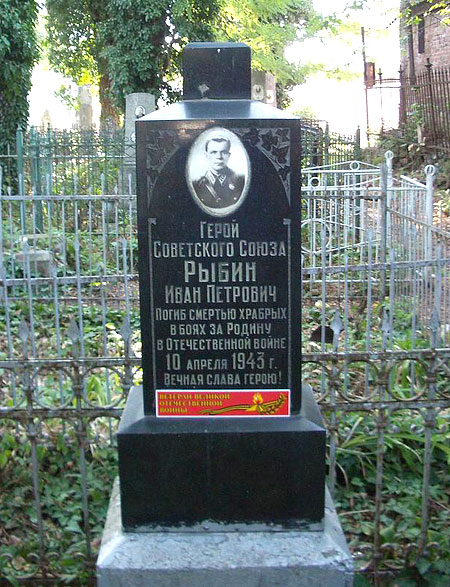 Герой
Советского Союза
Рыбин
Иван Петрович
Погиб смертью храбрых
в боях за Родину
в Отечественной войне
10 апреля 1943 г.
Вечная слава герою!
ВЕТЕРАН ВЕЛИКОЙ
ОТЕЧЕСТВЕННОЙ
ВОЙНЫ